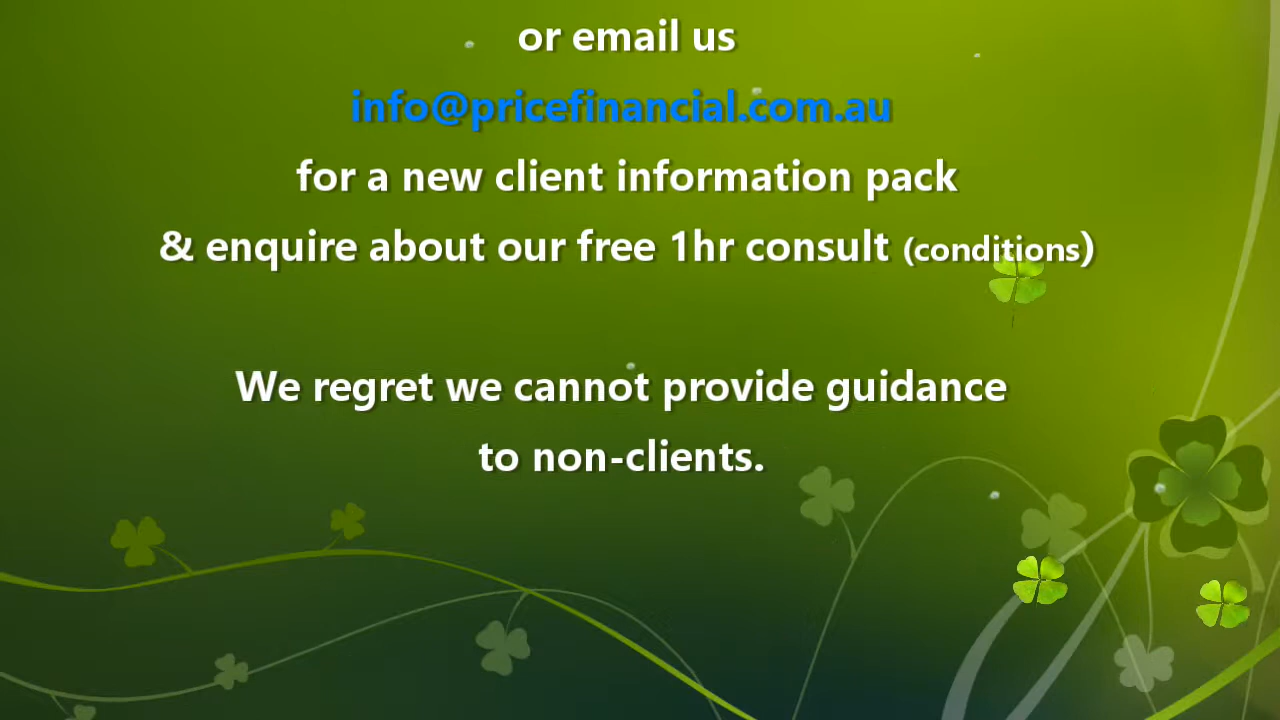 or email us
info@pricefinancial.com.au
for a new client information pack
& enquire about our free 1hr consult (conditions)
We regret we cannot provide guidance
to non-clients.